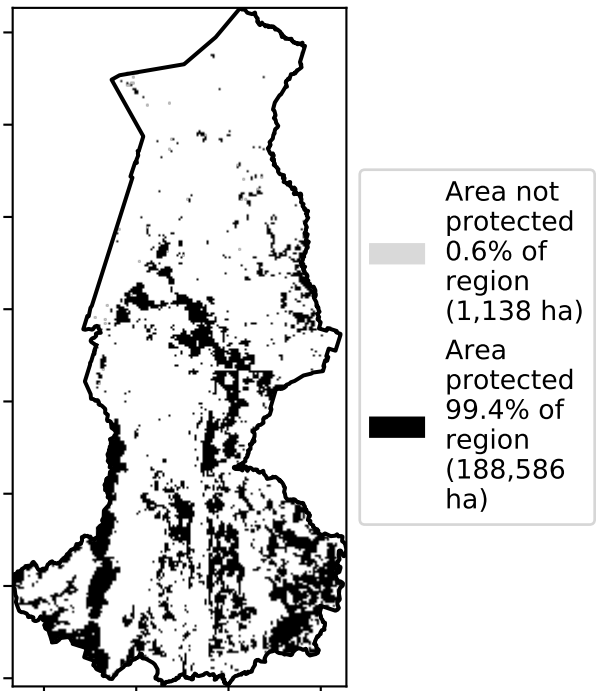 Area not
protected
0.6% of
region
(1,138 ha)
Area
protected
99.4% of
region
(188,586
ha)